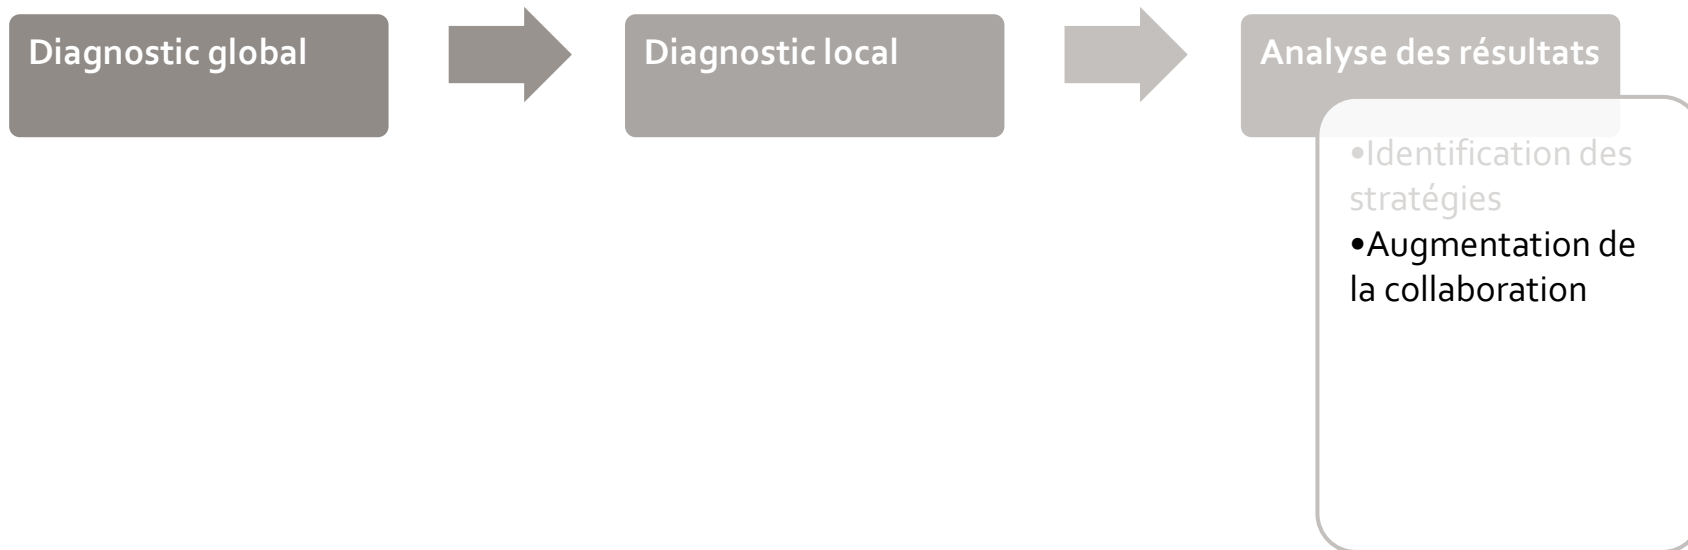 Diagnostic global
Diagnostic local
Analyse des résultats
•Identification des
stratégies
•Augmentation de
la collaboration